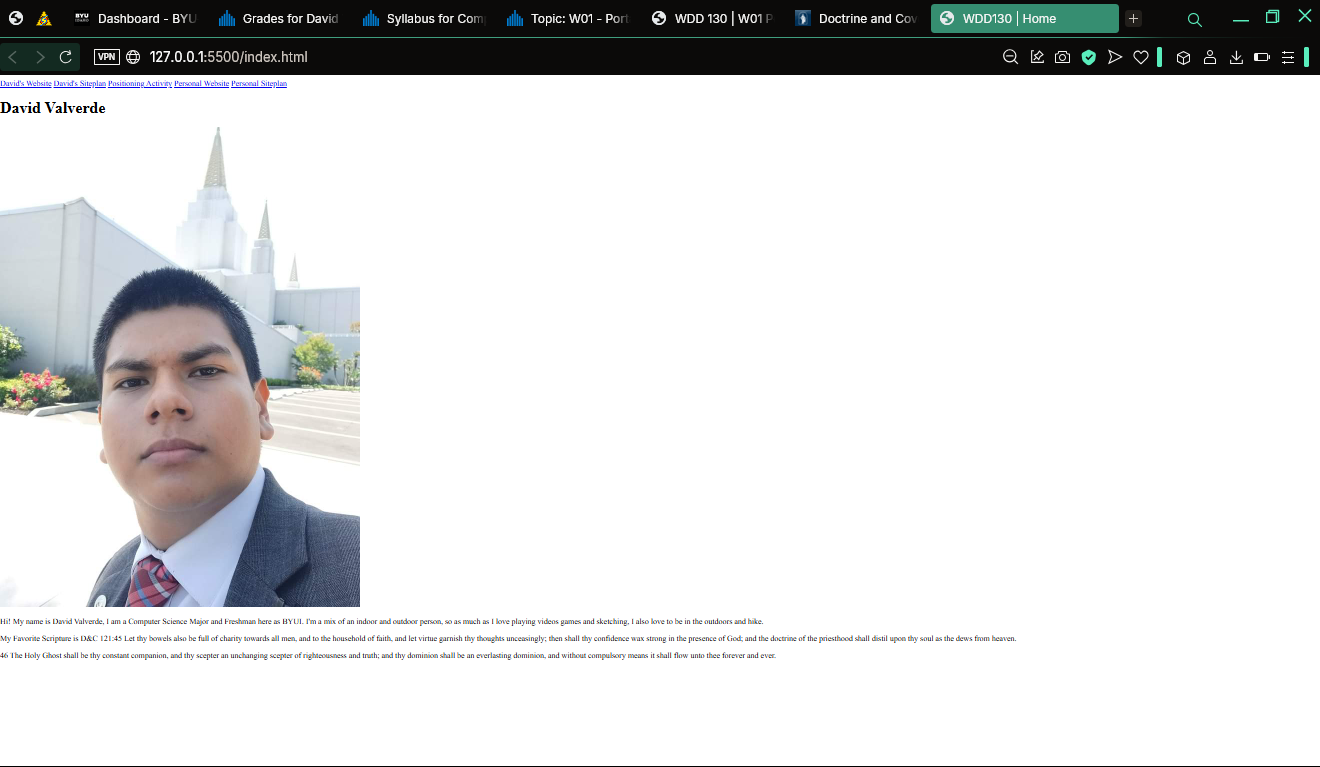 BYU Dashboard - BYU
Grades for David
Syllabus for Com
Topic: W01 - Port
WDD 130 | W01 P
Doctrine and Cov
WDD130 | Home
VPN 127.0.0.1:5500/index.html
David's Website David's Siteplan Positioning Activity Personal Website Personal Siteplan
David Valverde
Hi! My name is David Valverde, I am a Computer Science Major and Freshman here as BYUI. I'm a mix of an indoor and outdoor person, so as much as I love playing videos games and sketching, I also love to be in the outdoors and hike.
My Favorite Scripture is D&C 121:45 Let thy bowels also be full of charity towards all men, and to the household of faith, and let virtue garnish thy thoughts unceasingly; then shall thy confidence wax strong in the presence of God; and the doctrine of the priesthood shall distil upon thy soul as the dews from heaven.
46 The Holy Ghost shall be thy constant companion, and thy scepter an unchanging scepter of righteousness and truth; and thy dominion shall be an everlasting dominion, and without compulsory means it shall flow unto thee forever and ever.